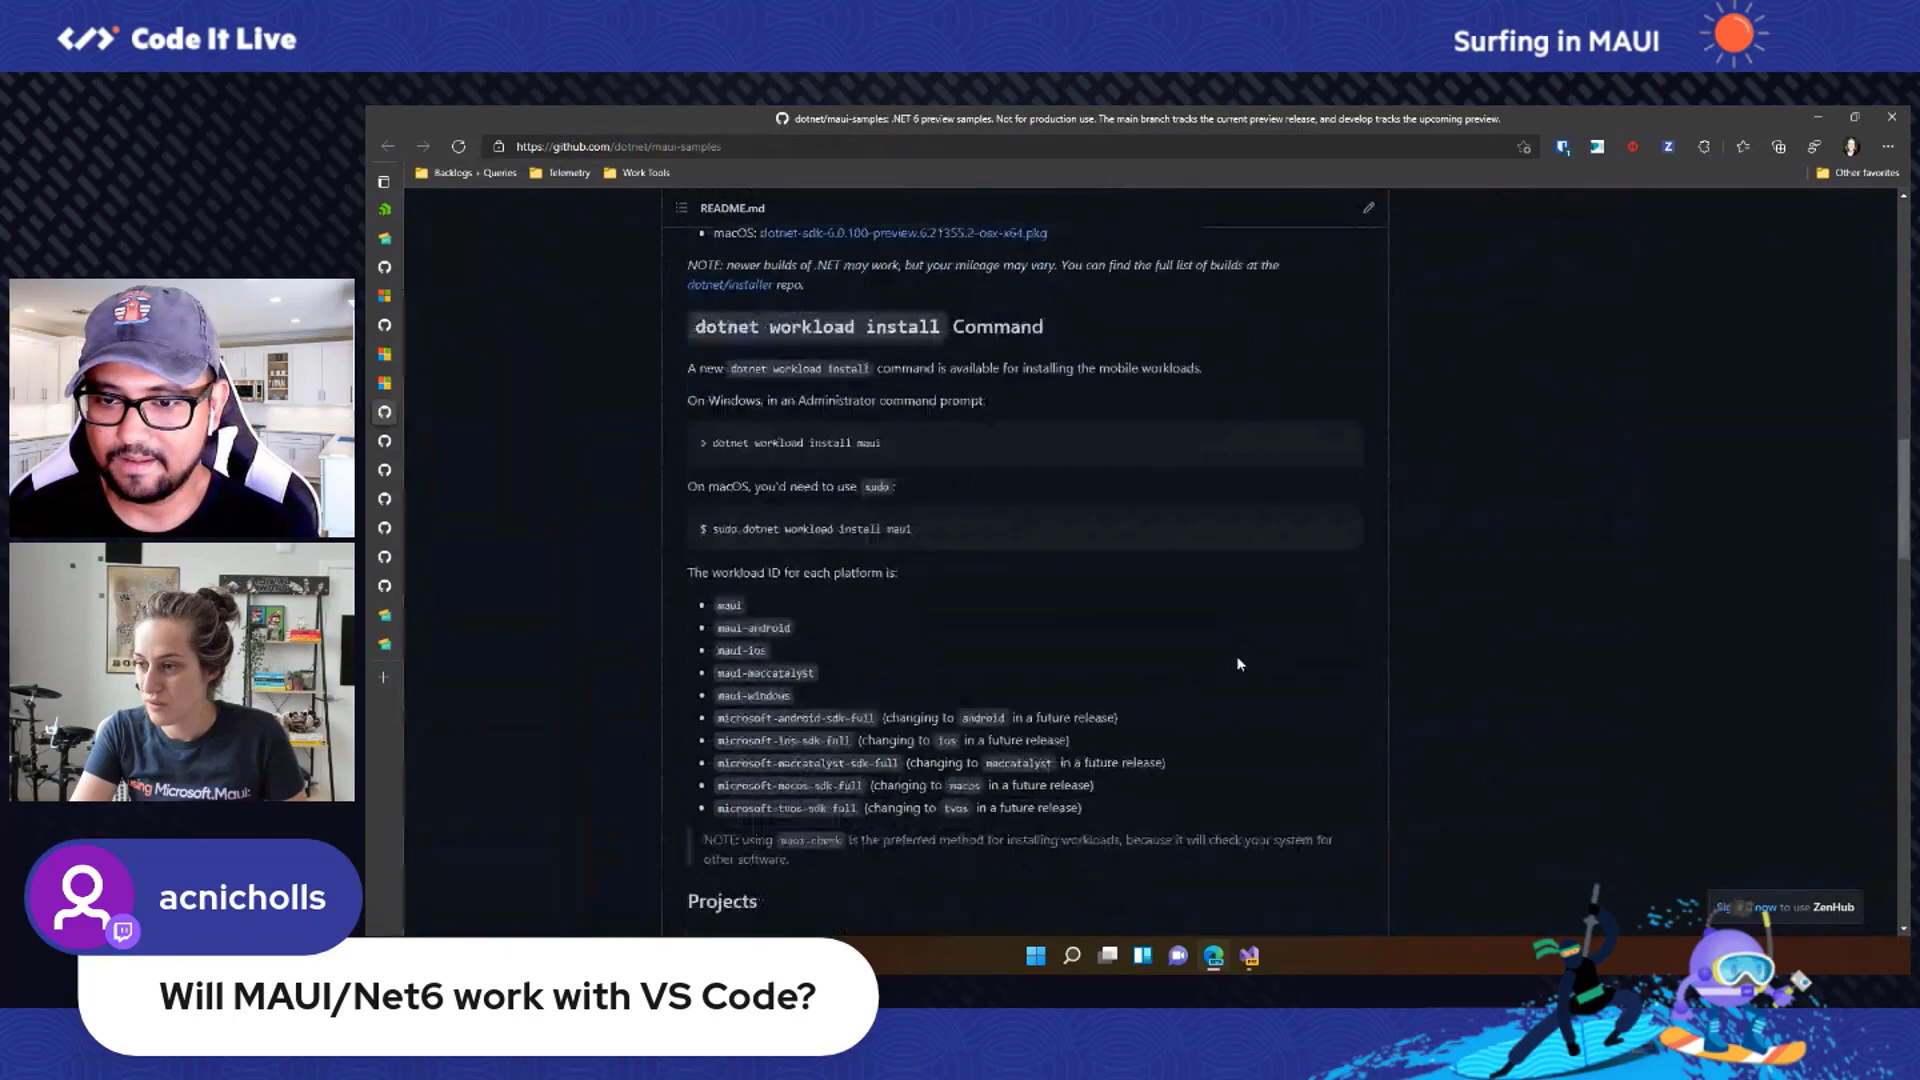 Code It Live
Surfing in MAUI
dotnet/maui-samples: .NET 6 preview samples. Not for production use. The main branch tracks the current preview release, and develop tracks the upcoming preview.
https://github.com/dotnet/maui-samples
Backlogs + Queries
Telemetry
Work Tools
Other favorites
README.md
macOS: dotnet-sdk-6.0.100-preview.6.21355.2-osx-x64.pkg
NOTE: newer builds of .NET may work, but your mileage may vary. You can find the full list of builds at the
dotnet/installer repo.
dotnet workload install Command
A new dotnet workload install command is available for installing the mobile workloads.
On Windows, in an Administrator command prompt:
> dotnet workload install maui
On macOS, you'd need to use sudo:
$ sudo dotnet workload install maui
The workload ID for each platform is:
maui
maui-android
maui-ios
maui-maccatalyst
maui-windows
microsoft-android-sdk-full (changing to android in a future release)
microsoft-ios-sdk-full (changing to ios in a future release)
microsoft-maccatalyst-sdk-full (changing to maccatalyst in a future release)
microsoft-macos-sdk-full (changing to macos in a future release)
microsoft-tvos-sdk-full (changing to tvos in a future release)
NOTE: using maui-check is the preferred method for installing workloads, because it will check your system for
other software.
Projects
now to use ZenHub
using Microsoft.Maui;
acnicholls
Will MAUI/Net6 work with VS Code?